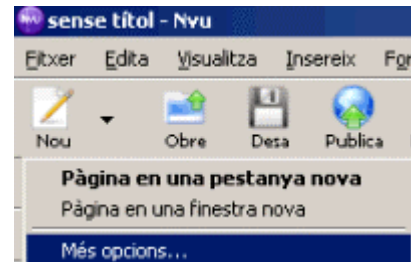 sense títol - Nvu
Fitxer Edita Visualitza Insereix
Nou Obre Desa Publica
Pàgina en una pestanya nova
Pàgina en una finestra nova
Més opcions...